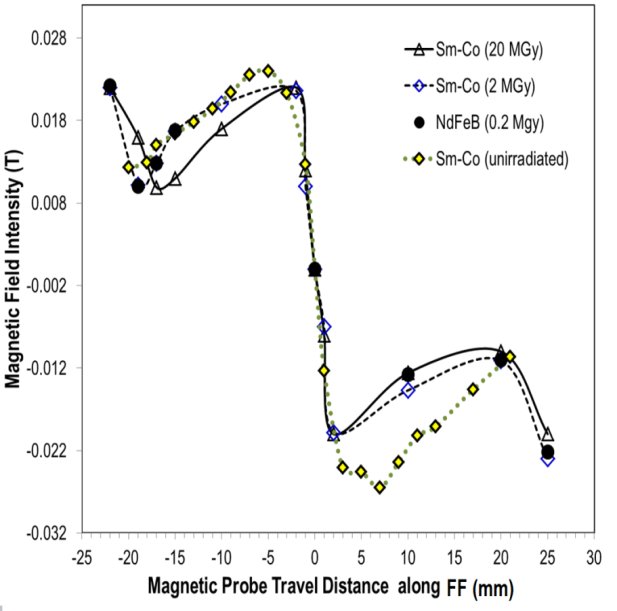 0.028
0.018
0.008
-0.002
-0.012
-0.022
-0.032
Magnetic Field Intensity (T)
Sm-Co (20 MGy)
Sm-Co (2 MGy)
NdFeB (0.2 Mgy)
Sm-Co (unirradiated)
-25 -20 -15 -10 -5 0 5 10 15 20 25 30
Magnetic Probe Travel Distance along FF (mm)